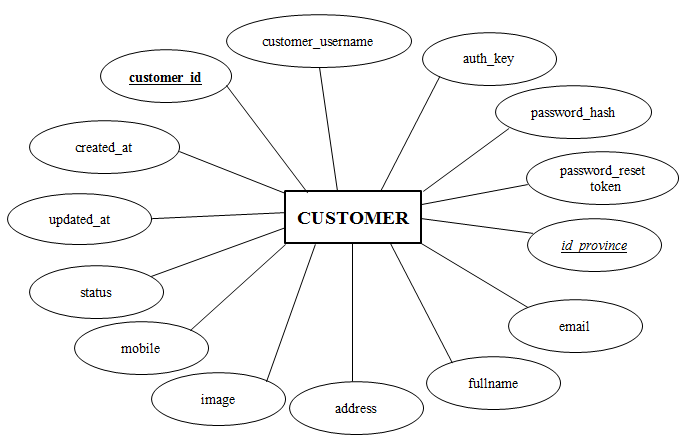 customer_username
auth_key
customer_id
password_hash
created_at
password_reset
token
updated_at
CUSTOMER
id_province
status
email
mobile
fullname
image
address